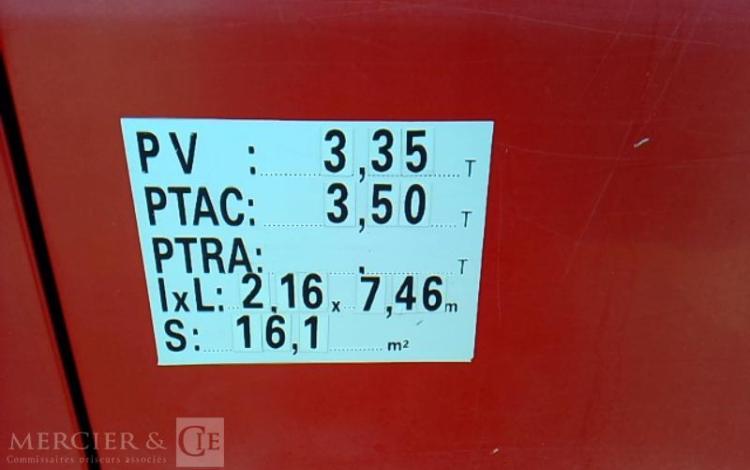 PV : 3,35 T
PTAC: 3,50 T
PTRA: . T
IxL: 2,16 x 7,46 m
S: 16,1 m²
MERCIER & CIE
Commissaires priseurs associés